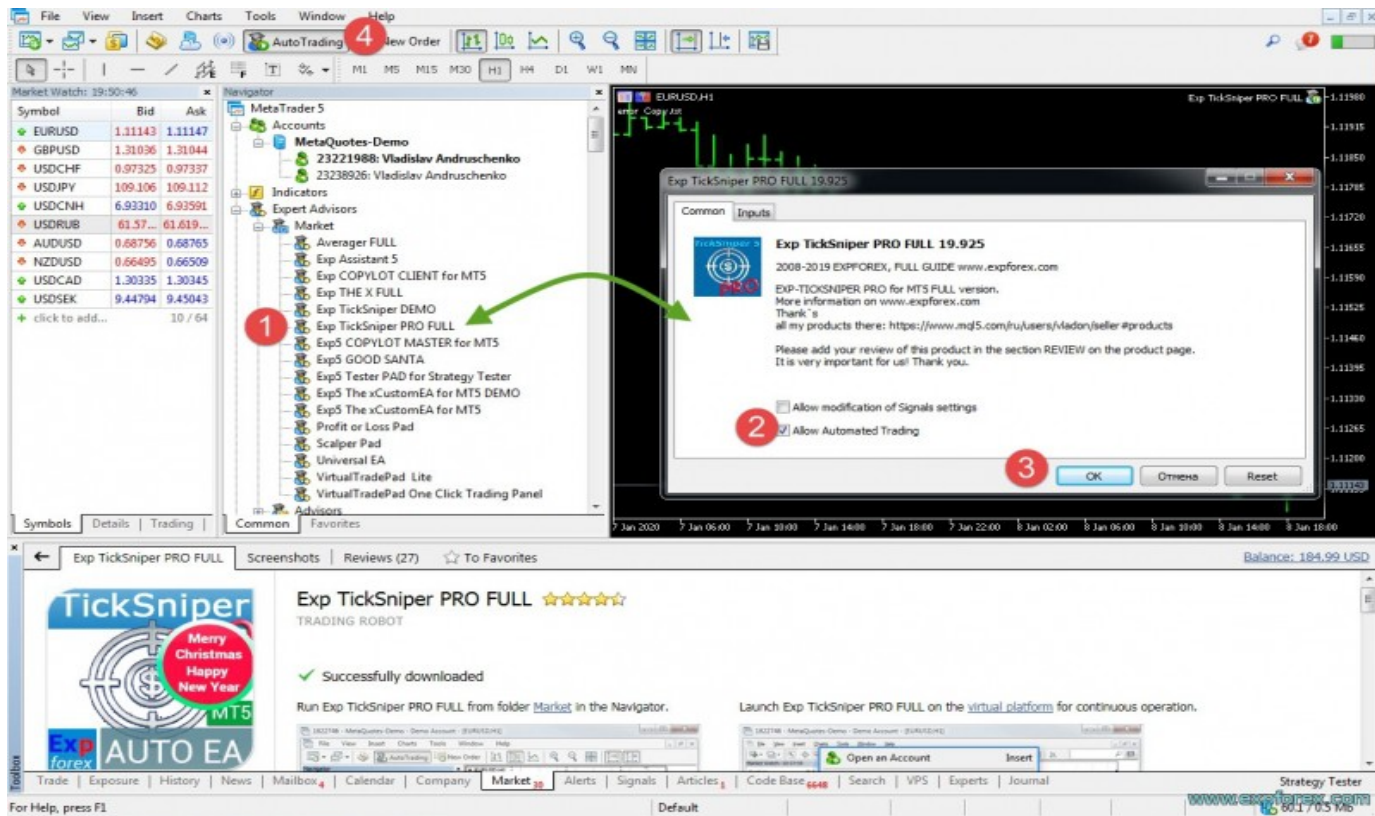 File View Insert Charts Tools Window Help
AutoTrading 4 New Order
M1 M5 M15 M30 H1 H4 D1 W1 MN
Market Watch: 19:50:46
Symbol Bid Ask
EURUSD 1.11143 1.11147
GBPUSD 1.31036 1.31044
USDCHF 0.97325 0.97337
USDJPY 109.106 109.112
USDCNH 6.93310 6.93591
USDRUB 61.57... 61.619...
AUDUSD 0.68756 0.68765
NZDUSD 0.66495 0.66509
USDCAD 1.30335 1.30345
USDSEK 9.44794 9.45043
click to add... 10 / 64
Symbols Details Trading
Navigator
MetaTrader 5
Accounts
MetaQuotes-Demo
23221988: Vladislav Andruschenko
23238926: Vladislav Andruschenko
Indicators
Expert Advisors
Market
Averager FULL
Exp Assistant 5
Exp COPYLOT CLIENT for MT5
Exp THE X FULL
Exp TickSniper DEMO
1 Exp TickSniper PRO FULL
Exp5 COPYLOT MASTER for MT5
Exp5 GOOD SANTA
Exp5 Tester PAD for Strategy Tester
Exp5 The xCustomEA for MT5 DEMO
Exp5 The xCustomEA for MT5
Profit or Loss Pad
Scalper Pad
Universal EA
VirtualTradePad Lite
VirtualTradePad One Click Trading Panel
Advisors
Common Favorites
EURUSD,H1 Exp TickSniper PRO FULL
1.11980
1.11915
1.11850
1.11785
1.11720
1.11655
1.11590
1.11525
1.11460
1.11395
1.11330
1.11265
1.11200
1.11143
Exp TickSniper PRO FULL 19.925
Common Inputs
TickSniper 5
PRO
Exp TickSniper PRO FULL 19.925
2008-2019 EXPFOREX, FULL GUIDE www.expforex.com
EXP-TICKSNIPER PRO for MT5 FULL version.
More information on www.expforex.com
Thank`s
all my products there: https://www.mql5.com/ru/users/vladon/seller#products
Please add your review of this product in the section REVIEW on the product page.
It is very important for us! Thank you.
Allow modification of Signals settings
2 Allow Automated Trading
3 OK Отмена Reset
7 Jan 2020 7 Jan 06:00 7 Jan 10:00 7 Jan 14:00 7 Jan 18:00 7 Jan 22:00 8 Jan 02:00 8 Jan 06:00 8 Jan 10:00 8 Jan 14:00 8 Jan 18:00
Exp TickSniper PRO FULL Screenshots Reviews (27) To Favorites Balance: 184.99 USD
TickSniper
Merry
Christmas
Happy
New Year
MT5
Exp
forex AUTO EA
Exp TickSniper PRO FULL
TRADING ROBOT
Successfully downloaded
Run Exp TickSniper PRO FULL from folder Market in the Navigator.
Launch Exp TickSniper PRO FULL on the virtual platform for continuous operation.
Open an Account Insert
Toolbox
Trade Exposure History News Mailbox 4 Calendar Company Market 30 Alerts Signals Articles 1 Code Base 6648 Search VPS Experts Journal Strategy Tester
For Help, press F1 Default
www.expforex.com